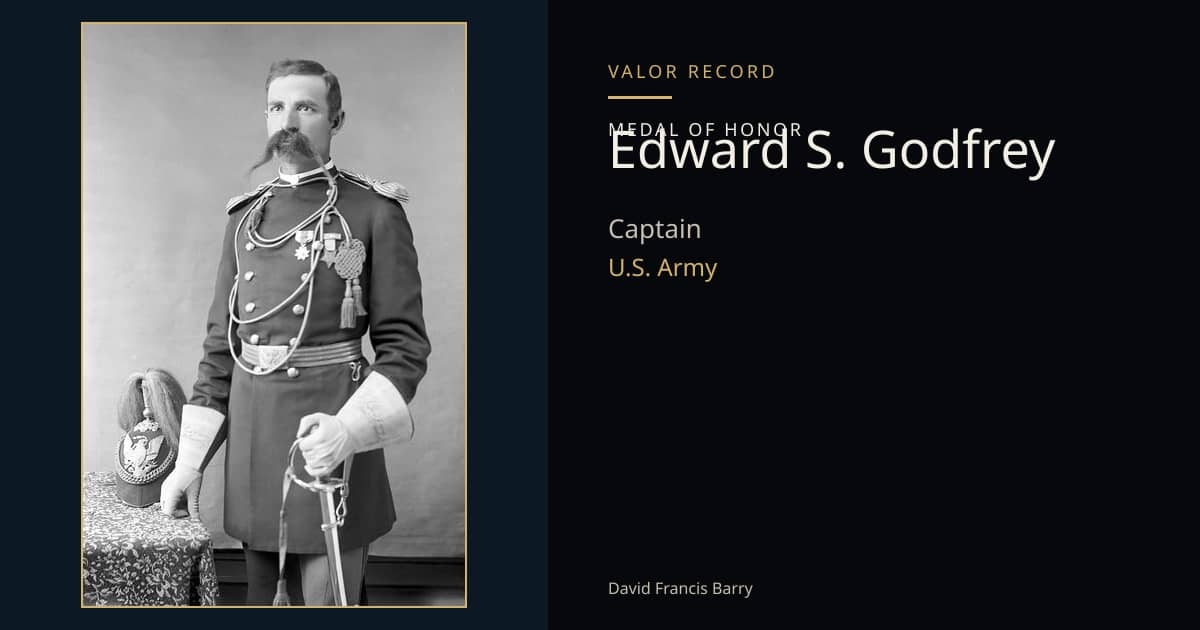 VALOR RECORD
MEDAL OF HONOR
Edward S. Godfrey
Captain
U.S. Army
David Francis Barry